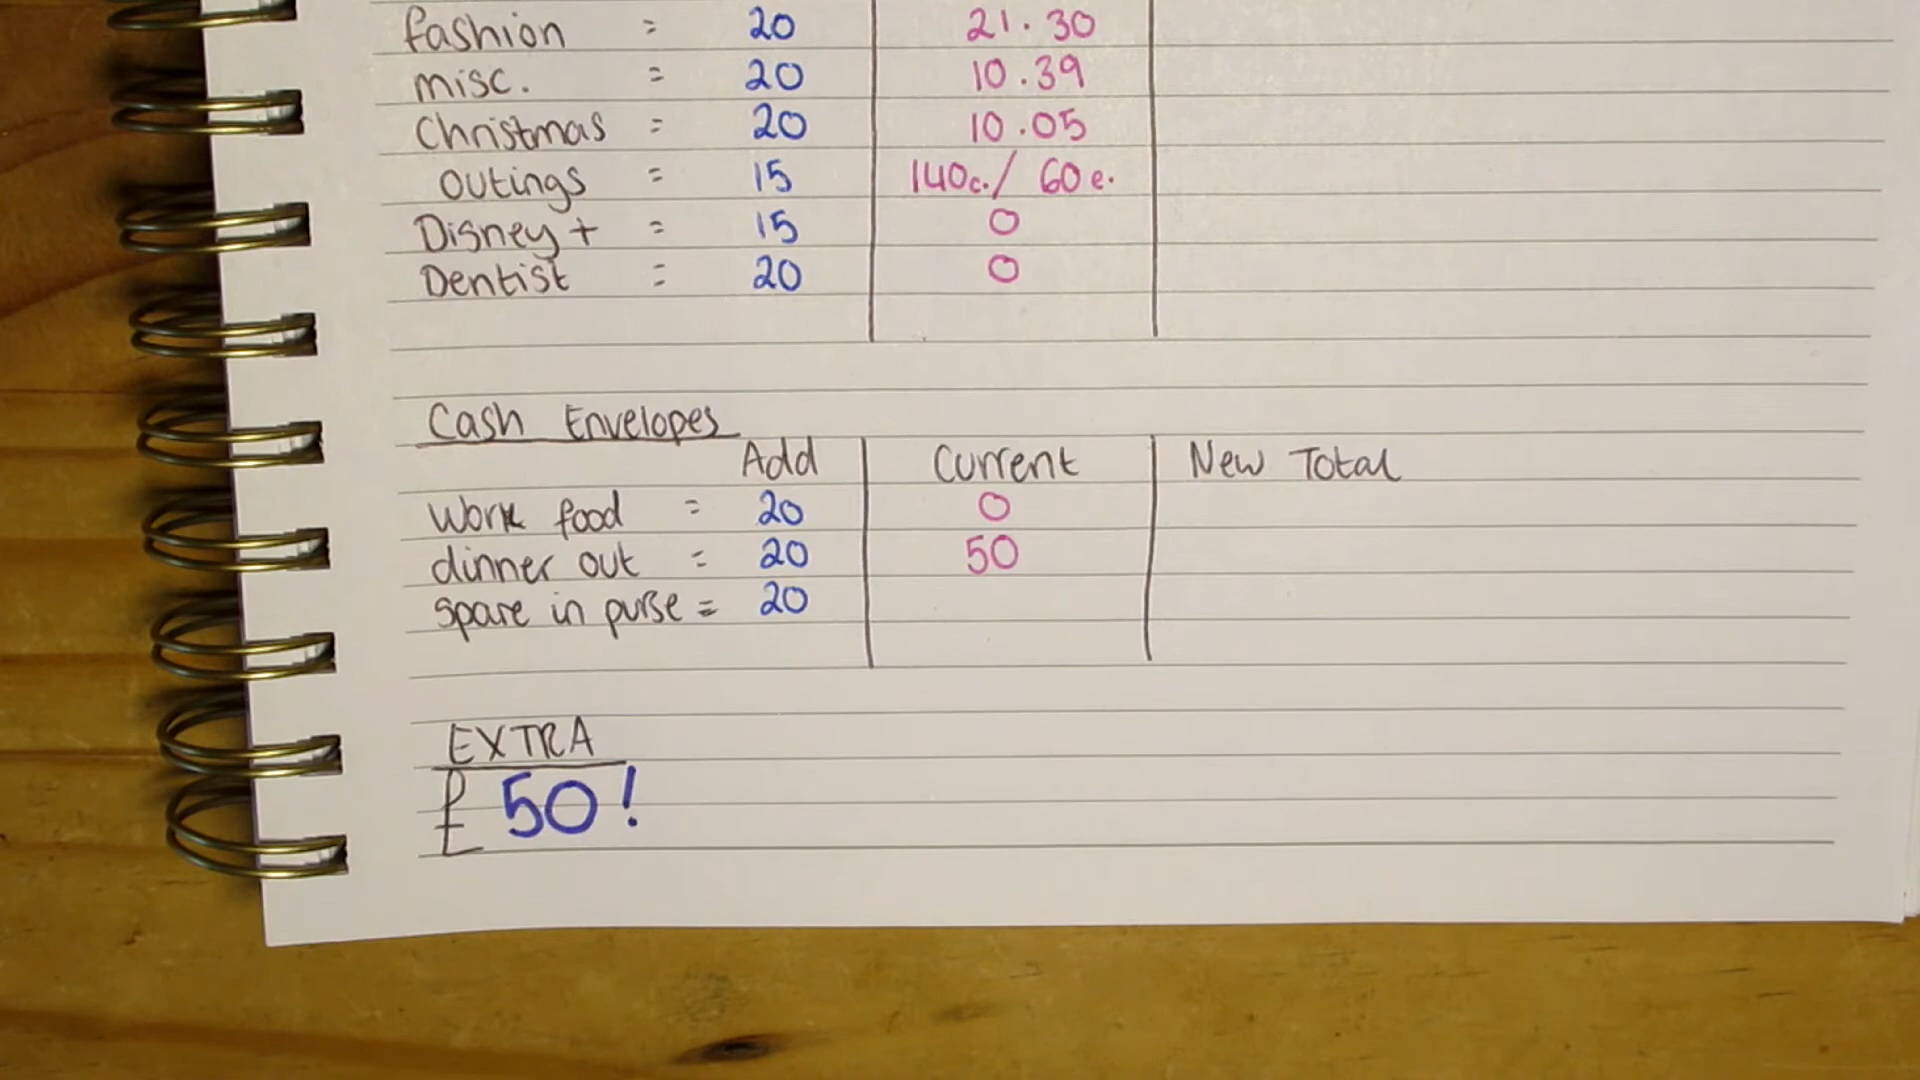 fashion = 20 21.30
misc. = 20 10.39
Christmas = 20 10.05
outings = 15 140c./ 60e.
Disney+ = 15 0
Dentist = 20 0
Cash Envelopes
Add Current New Total
Work food = 20 0
dinner out = 20 50
spare in purse = 20
EXTRA
£50!